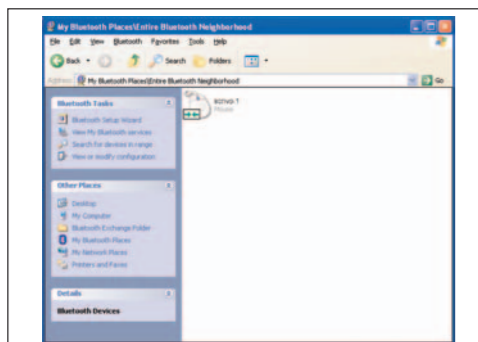 My Bluetooth Places\Entire Bluetooth Neighborhood
File Edit View Bluetooth Favorites Tools Help
Back Search Folders
Address My Bluetooth Places\Entire Bluetooth Neighborhood Go
Bluetooth Tasks
Bluetooth Setup Wizard
View My Bluetooth services
Search for devices in range
View or modify configuration
Other Places
Desktop
My Computer
Bluetooth Exchange Folder
My Bluetooth Places
My Network Places
Printers and Faxes
Details
Bluetooth Devices
Mouse